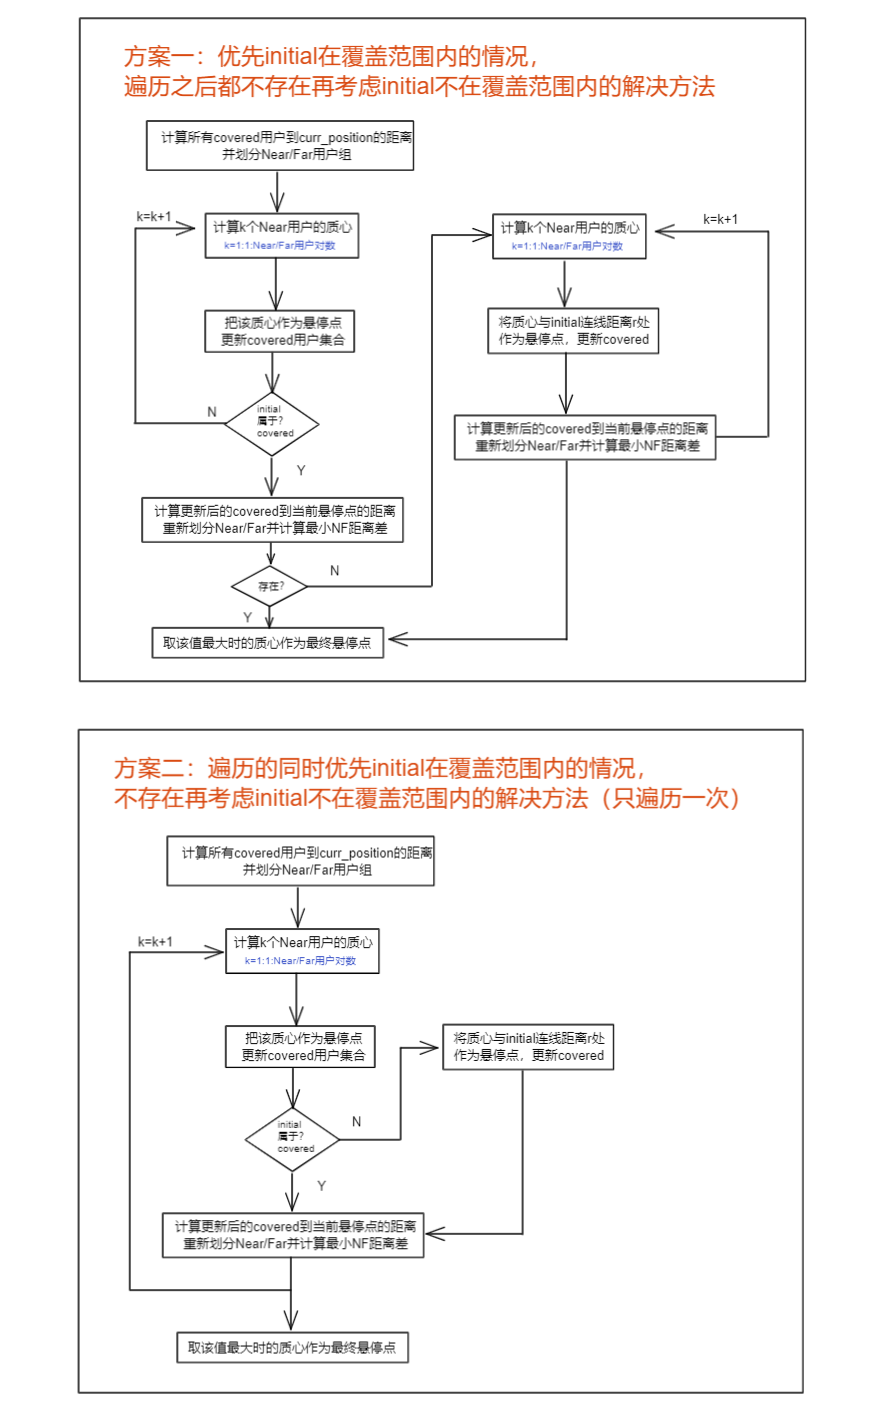 方案一：优先initial在覆盖范围内的情况，
遍历之后都不存在再考虑initial不在覆盖范围内的解决方法
计算所有covered用户到curr_position的距离
并划分Near/Far用户组
k=k+1
计算k个Near用户的质心
k=1:1:Near/Far用户对数
把该质心作为悬停点
更新covered用户集合
N
initial
属于?
covered
Y
计算更新后的covered到当前悬停点的距离
重新划分Near/Far并计算最小NF距离差
存在?
N
Y
取该值最大时的质心作为最终悬停点
计算k个Near用户的质心
k=1:1:Near/Far用户对数
k=k+1
将质心与initial连线距离r处
作为悬停点，更新covered
计算更新后的covered到当前悬停点的距离
重新划分Near/Far并计算最小NF距离差
方案二：遍历的同时优先initial在覆盖范围内的情况，
不存在再考虑initial不在覆盖范围内的解决方法（只遍历一次）
计算所有covered用户到curr_position的距离
并划分Near/Far用户组
k=k+1
计算k个Near用户的质心
k=1:1:Near/Far用户对数
把该质心作为悬停点
更新covered用户集合
将质心与initial连线距离r处
作为悬停点，更新covered
initial
属于?
covered
N
Y
计算更新后的covered到当前悬停点的距离
重新划分Near/Far并计算最小NF距离差
取该值最大时的质心作为最终悬停点